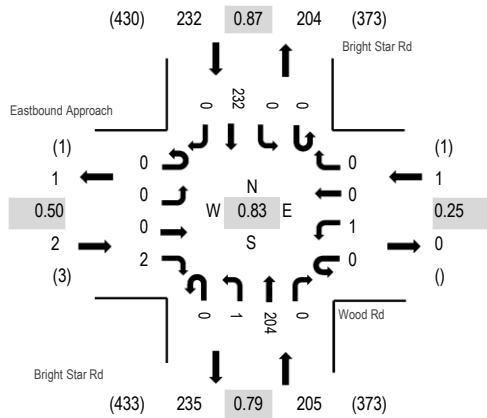 (430) 232 0.87 204 (373)
Bright Star Rd
0 232 0 0
Eastbound Approach
(1) 0 0 (1)
1 0 0 1
0.50 N 0.25
W 0.83 E
S
2 0 1 0
(3) 2 0 ()
0 1 204 0
Wood Rd
Bright Star Rd
(433) 235 0.79 205 (373)